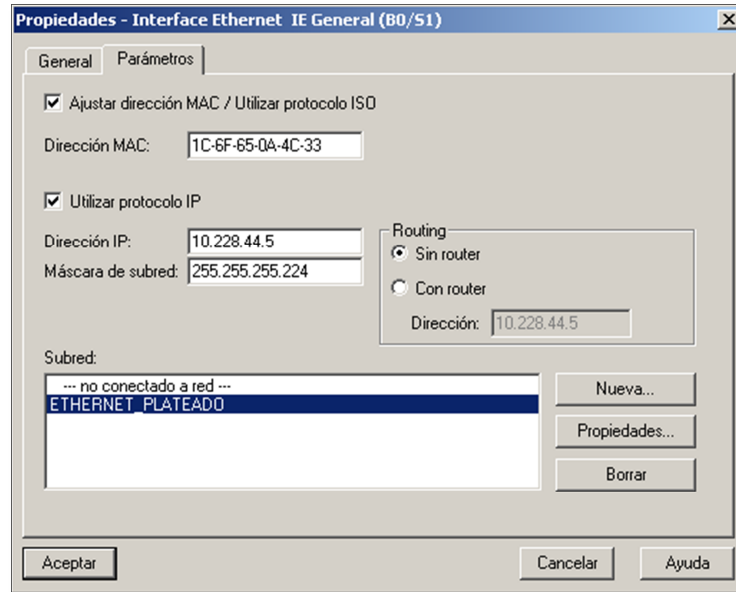 Propiedades - Interface Ethernet IE General (B0/S1)
General
Parámetros
Ajustar dirección MAC / Utilizar protocolo ISO
Dirección MAC: 1C-6F-65-0A-4C-33
Utilizar protocolo IP
Dirección IP: 10.228.44.5
Máscara de subred: 255.255.255.224
Routing
Sin router
Con router
Dirección: 10.228.44.5
Subred:
--- no conectado a red ---
ETHERNET_PLATEADO
Nueva...
Propiedades...
Borrar
Aceptar
Cancelar
Ayuda